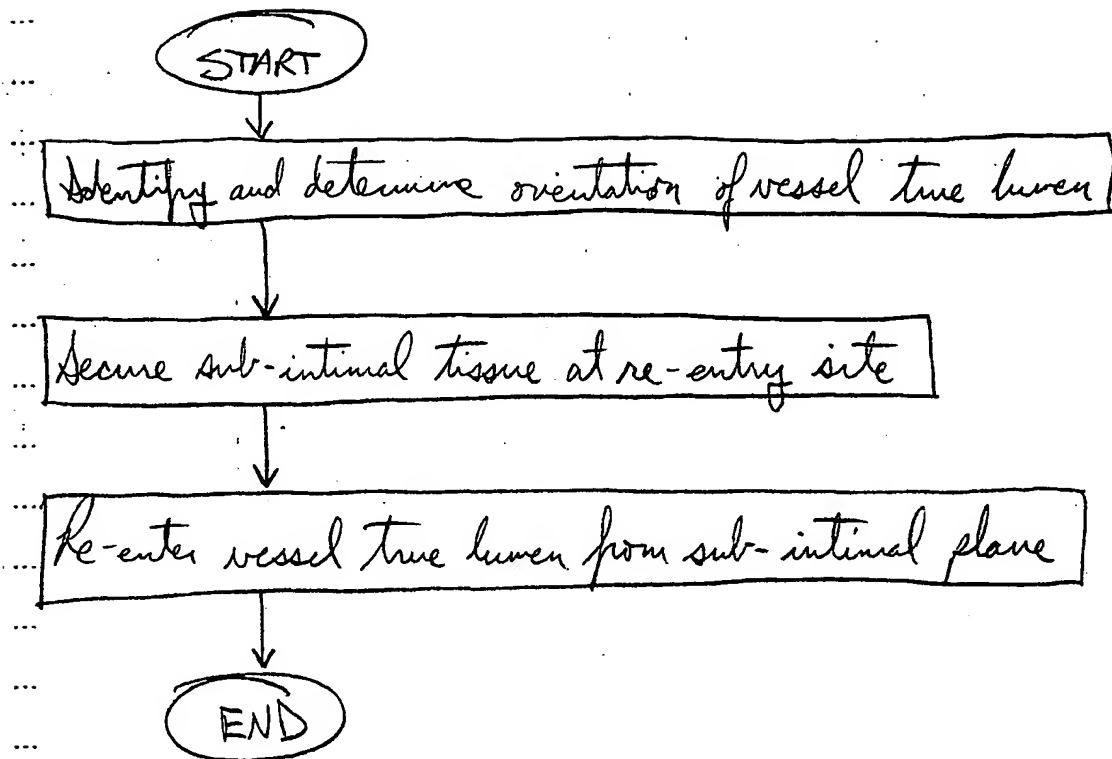 START
Identify and determine orientation of vessel true lumen
Secure sub-intimal tissue at re-entry site
Re-enter vessel true lumen from sub-intimal plane
END